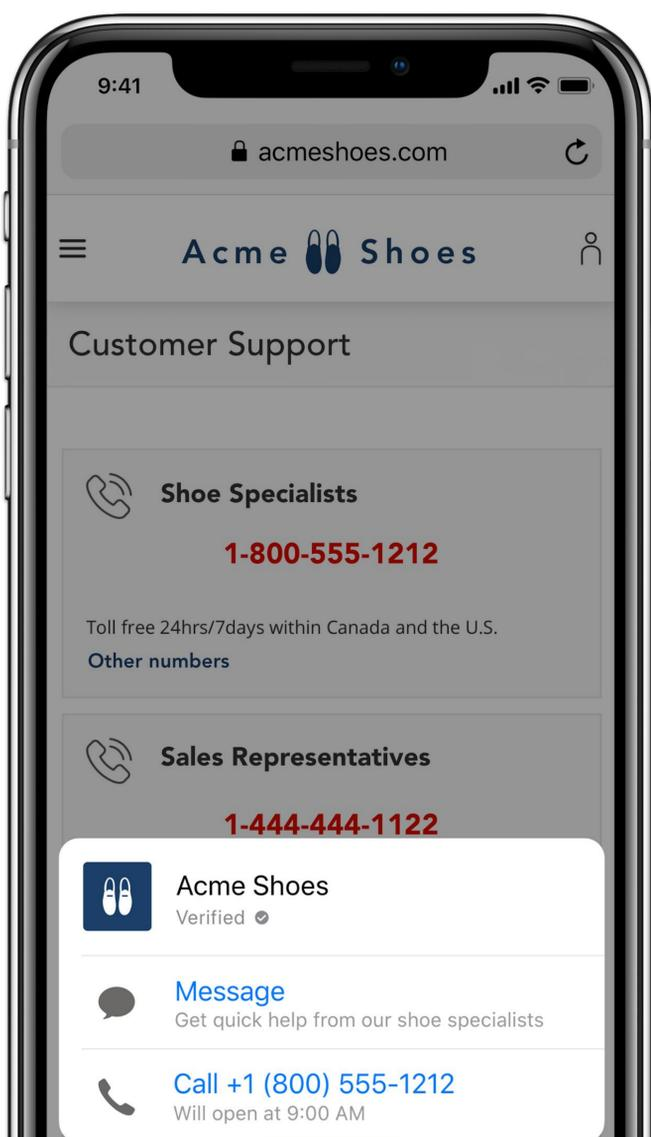 9:41
acmeshoes.com
Acme Shoes
Customer Support
Shoe Specialists
1-800-555-1212
Toll free 24hrs/7days within Canada and the U.S.
Other numbers
Sales Representatives
1-444-444-1122
Acme Shoes
Verified
Message
Get quick help from our shoe specialists
Call +1 (800) 555-1212
Will open at 9:00 AM